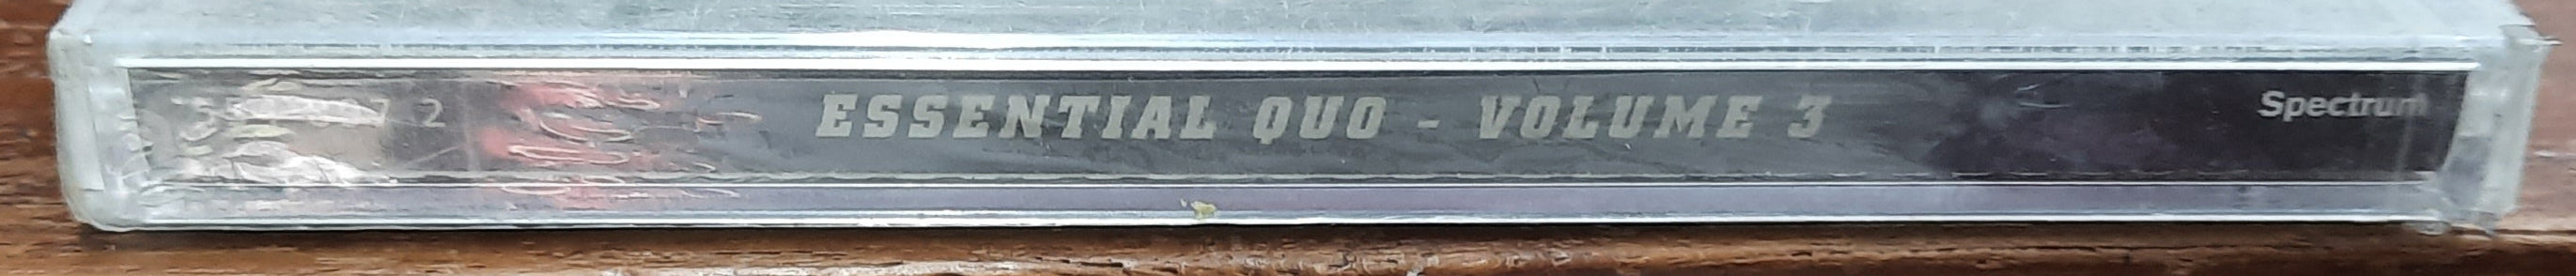 ESSENTIAL QUO - VOLUME 3
Spectrum